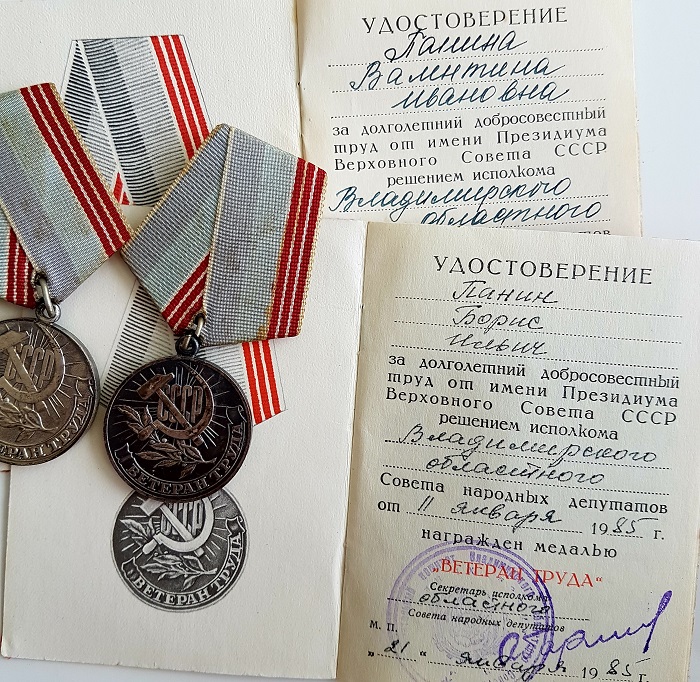 УДОСТОВЕРЕНИЕ
Панина
Валентина
Ивановна
за долголетний добросовестный
труд от имени Президиума
Верховного Совета СССР
решением исполкома
Владимирского
областного
УДОСТОВЕРЕНИЕ
Панин
Борис
Ильич
за долголетний добросовестный
труд от имени Президиума
Верховного Совета СССР
решением исполкома
Владимирского
областного
Совета народных депутатов
от 11 января 1985 г.
награжден медалью
„ВЕТЕРАН ТРУДА“
Секретарь исполкома
областного
Совета народных депутатов
М. П.
„21“ января 1985 г.
СССР
ВЕТЕРАН ТРУДА
СССР
ВЕТЕРАН ТРУДА
СССР
ВЕТЕРАН ТРУДА